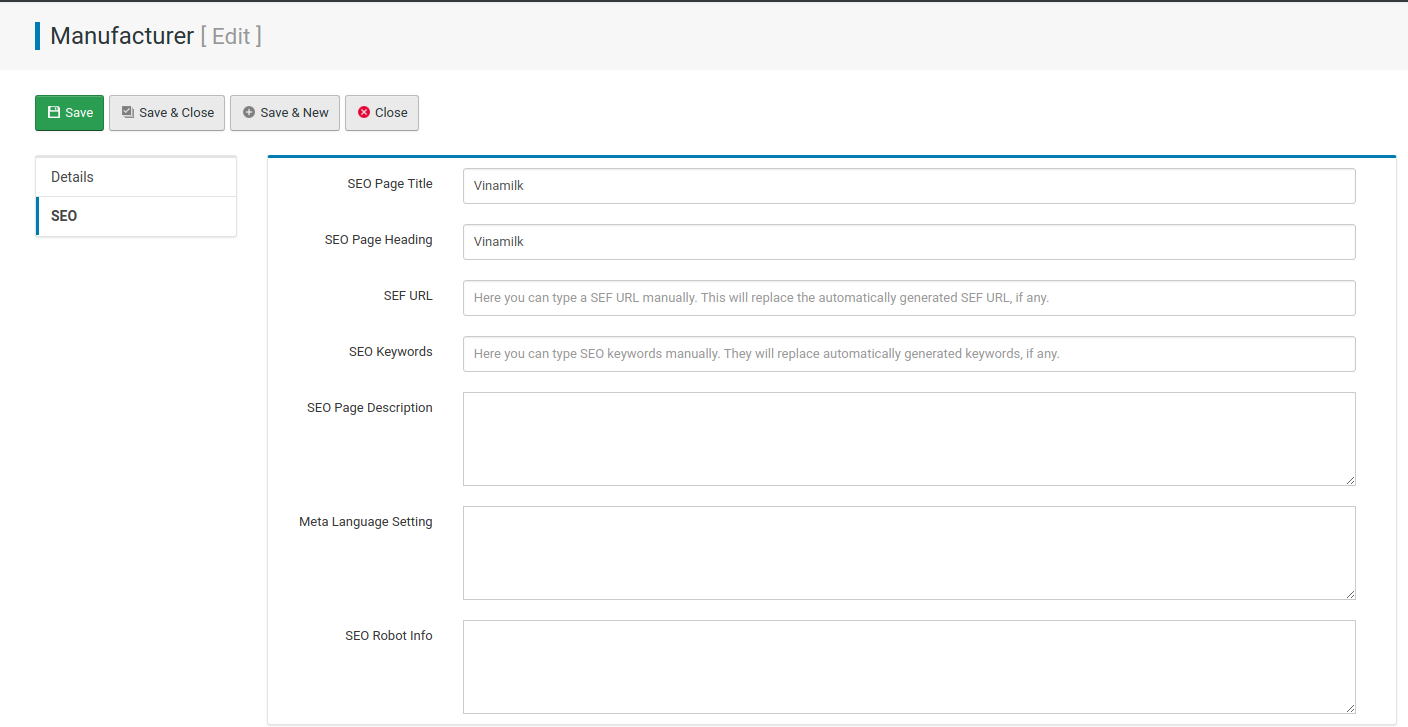 Manufacturer [ Edit ]
Save Save & Close Save & New Close
Details
SEO
SEO Page Title Vinamilk
SEO Page Heading Vinamilk
SEF URL Here you can type a SEF URL manually. This will replace the automatically generated SEF URL, if any.
SEO Keywords Here you can type SEO keywords manually. They will replace automatically generated keywords, if any.
SEO Page Description
Meta Language Setting
SEO Robot Info